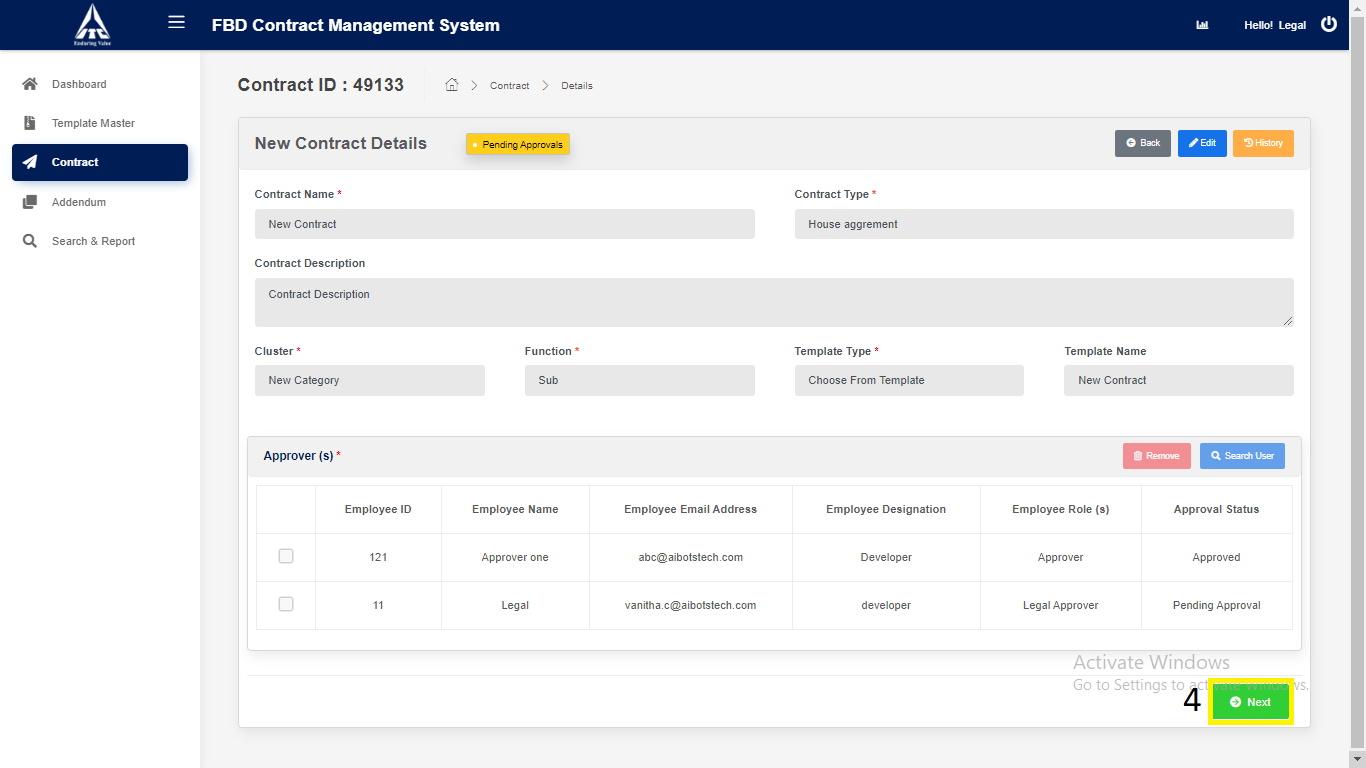 Enduring Value
FBD Contract Management System
Hello! Legal
Dashboard
Template Master
Contract
Addendum
Search & Report
Contract ID : 49133
Contract
Details
New Contract Details
Pending Approvals
Back
Edit
History
Contract Name *
Contract Type *
New Contract
House aggrement
Contract Description
Contract Description
Cluster *
Function *
Template Type *
Template Name
New Category
Sub
Choose From Template
New Contract
Approver (s) *
Remove
Search User
Employee ID Employee Name Employee Email Address Employee Designation Employee Role (s) Approval Status
121 Approver one abc@aibotstech.com Developer Approver Approved
11 Legal vanitha.c@aibotstech.com developer Legal Approver Pending Approval
Activate Windows
Go to Settings to activate Windows.
4
Next